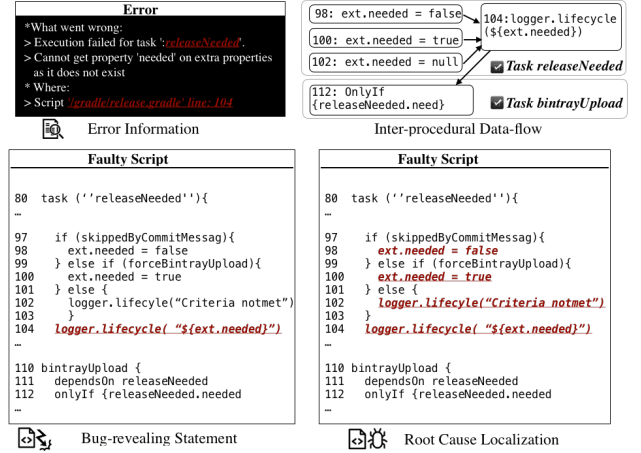 Error
*What went wrong:
> Execution failed for task ':releaseNeeded'.
> Cannot get property 'needed' on extra properties
as it does not exist
* Where:
> Script '/gradle/release.gradle' line: 104
Error Information
98: ext.needed = false
100: ext.needed = true
102: ext.needed = null
104:logger.lifecycle
(${ext.needed})
Task releaseNeeded
112: OnlyIf
{releaseNeeded.need}
Task bintrayUpload
Inter-procedural Data-flow
Faulty Script
80 task (‘’releaseNeeded''){
…
97 if (skippedByCommitMessag){
98 ext.needed = false
99 } else if (forceBintrayUpload){
100 ext.needed = true
101 } else {
102 logger.lifecyle(“Criteria notmet”)
103 }
104 logger.lifecycle( “${ext.needed}”)
…
110 bintrayUpload {
111 dependsOn releaseNeeded
112 onlyIf {releaseNeeded.needed
…
Bug-revealing Statement
Faulty Script
80 task (‘’releaseNeeded''){
…
97 if (skippedByCommitMessag){
98 ext.needed = false
99 } else if (forceBintrayUpload){
100 ext.needed = true
101 } else {
102 logger.lifecyle(“Criteria notmet”)
103 }
104 logger.lifecycle( “${ext.needed}”)
…
110 bintrayUpload {
111 dependsOn releaseNeeded
112 onlyIf {releaseNeeded.needed
…
Root Cause Localization